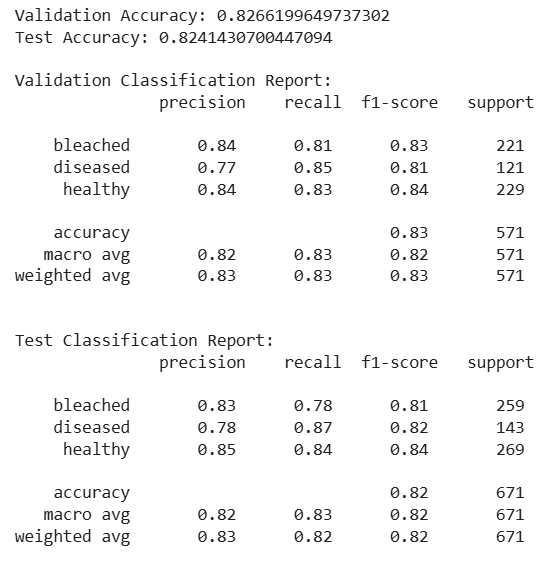 Validation Accuracy: 0.8266199649737302
Test Accuracy: 0.8241430700447094
Validation Classification Report:
precision recall f1-score support
bleached 0.84 0.81 0.83 221
diseased 0.77 0.85 0.81 121
healthy 0.84 0.83 0.84 229
accuracy 0.83 571
macro avg 0.82 0.83 0.82 571
weighted avg 0.83 0.83 0.83 571
Test Classification Report:
precision recall f1-score support
bleached 0.83 0.78 0.81 259
diseased 0.78 0.87 0.82 143
healthy 0.85 0.84 0.84 269
accuracy 0.82 671
macro avg 0.82 0.83 0.82 671
weighted avg 0.83 0.82 0.82 671